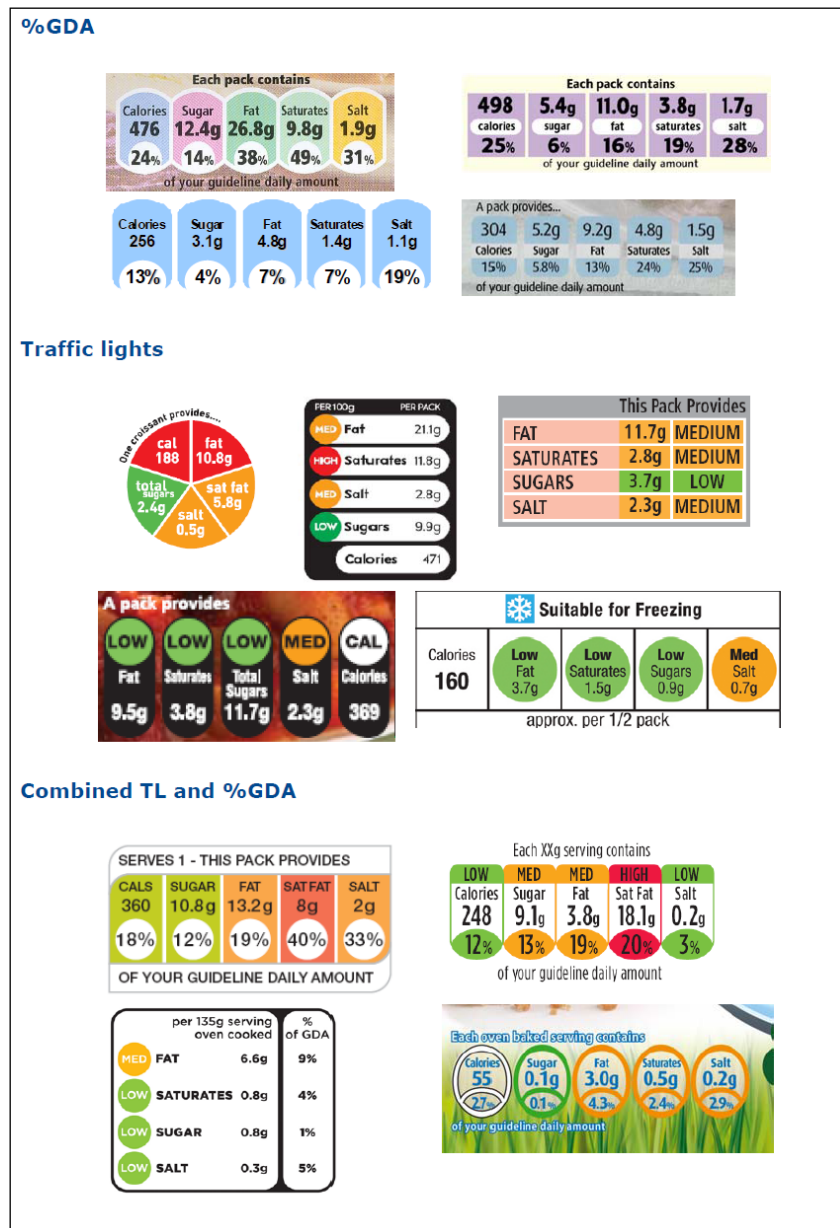 %GDA
Each pack contains
Calories Sugar Fat Saturates Salt
476 12.4g 26.8g 9.8g 1.9g
24% 14% 38% 49% 31%
of your guideline daily amount
Each pack contains
498 5.4g 11.0g 3.8g 1.7g
calories sugar fat saturates salt
25% 6% 16% 19% 28%
of your guideline daily amount
Calories Sugar Fat Saturates Salt
256 3.1g 4.8g 1.4g 1.1g
13% 4% 7% 7% 19%
A pack provides...
304 5.2g 9.2g 4.8g 1.5g
Calories Sugar Fat Saturates Salt
15% 5.8% 13% 24% 25%
of your guideline daily amount
Traffic lights
One croissant provides....
cal fat
188 10.8g
total sat fat
sugars 5.8g
2.4g
salt
0.5g
PER 100g PER PACK
MED Fat 21.1g
HIGH Saturates 11.8g
MED Salt 2.8g
LOW Sugars 9.9g
Calories 471
This Pack Provides
FAT 11.7g MEDIUM
SATURATES 2.8g MEDIUM
SUGARS 3.7g LOW
SALT 2.3g MEDIUM
A pack provides
LOW LOW LOW MED CAL
Fat Saturates Total Salt Calories
Sugars
9.5g 3.8g 11.7g 2.3g 369
Suitable for Freezing
Calories Low Low Low Med
160 Fat Saturates Sugars Salt
3.7g 1.5g 0.9g 0.7g
approx. per 1/2 pack
Combined TL and %GDA
SERVES 1 - THIS PACK PROVIDES
CALS SUGAR FAT SAT FAT SALT
360 10.8g 13.2g 8g 2g
18% 12% 19% 40% 33%
OF YOUR GUIDELINE DAILY AMOUNT
Each XXg serving contains
LOW MED MED HIGH LOW
Calories Sugar Fat Sat Fat Salt
248 9.1g 3.8g 18.1g 0.2g
12% 13% 19% 20% 3%
of your guideline daily amount
per 135g serving %
oven cooked of GDA
MED FAT 6.6g 9%
LOW SATURATES 0.8g 4%
LOW SUGAR 0.8g 1%
LOW SALT 0.3g 5%
Each oven baked serving contains
Calories Sugar Fat Saturates Salt
55 0.1g 3.0g 0.5g 0.2g
0.1% 4.3% 2.4%
of your guideline daily amount